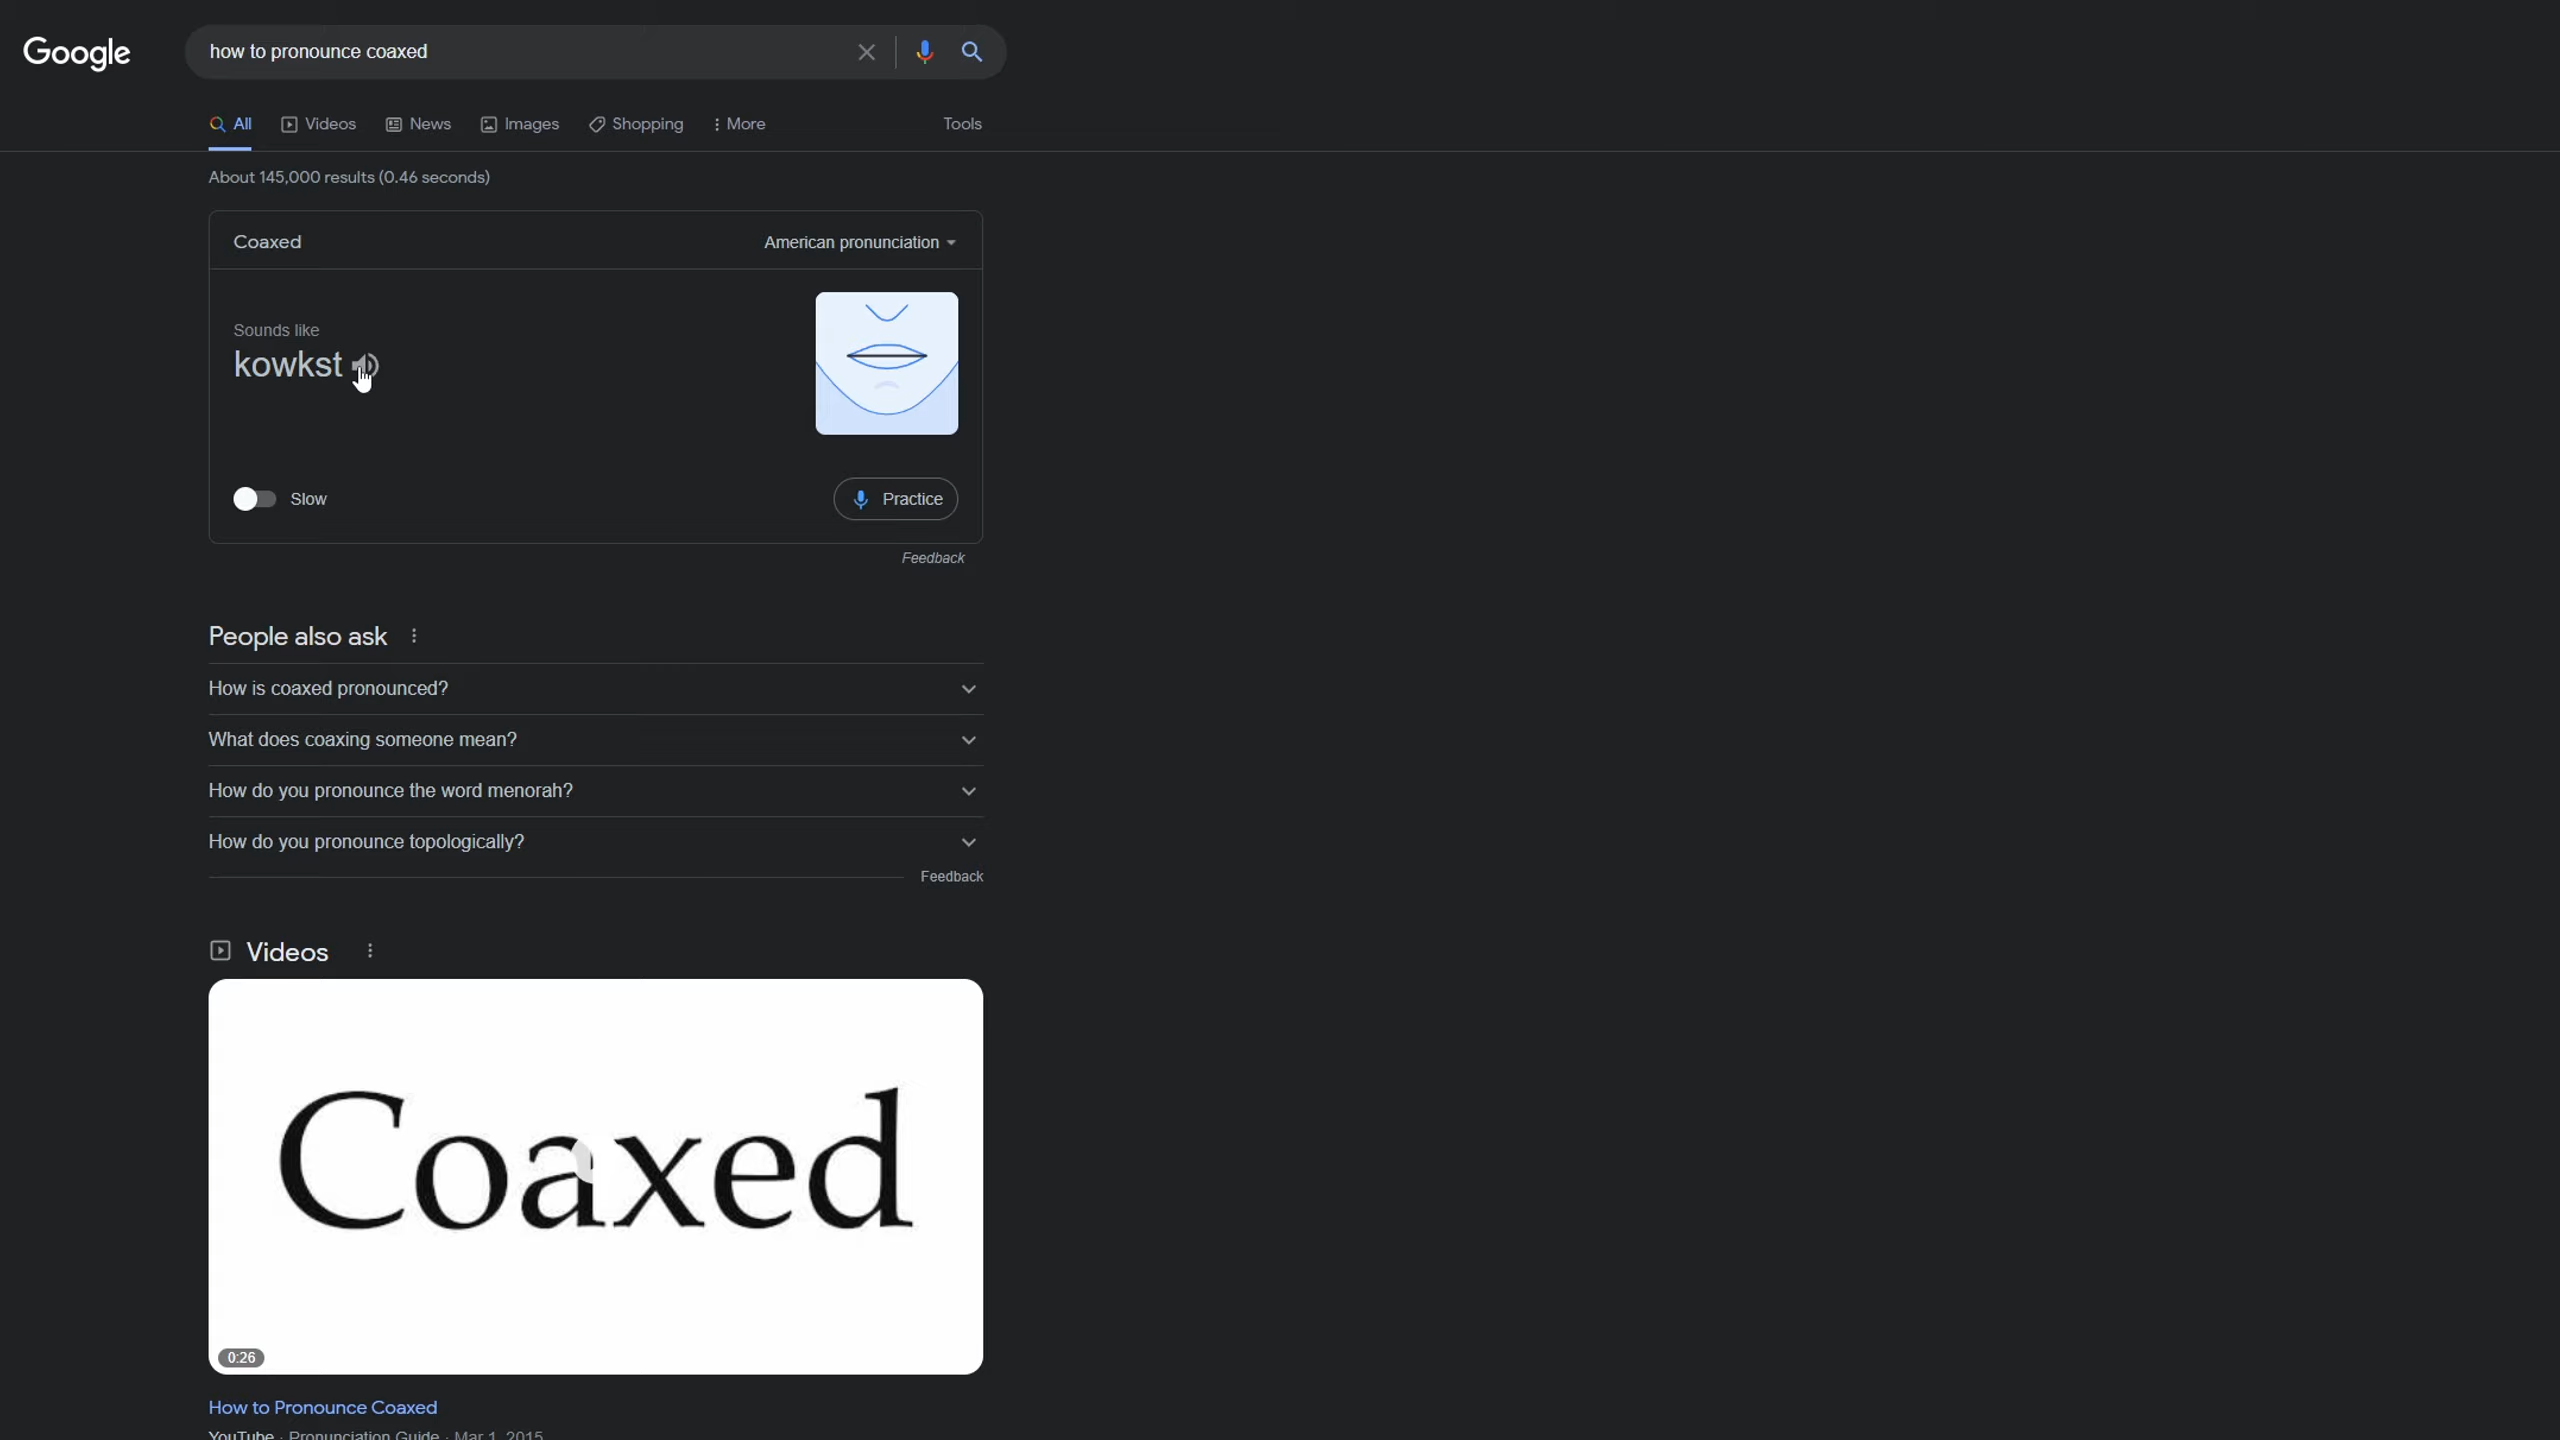 Google
how to pronounce coaxed
All Videos News Images Shopping More Tools
About 145,000 results (0.46 seconds)
Coaxed American pronunciation
Sounds like
kowkst
Slow Practice
Feedback
People also ask
How is coaxed pronounced?
What does coaxing someone mean?
How do you pronounce the word menorah?
How do you pronounce topologically?
Feedback
Videos
Coaxed
0:26
How to Pronounce Coaxed
YouTube · Pronunciation Guide · Mar 1, 2015